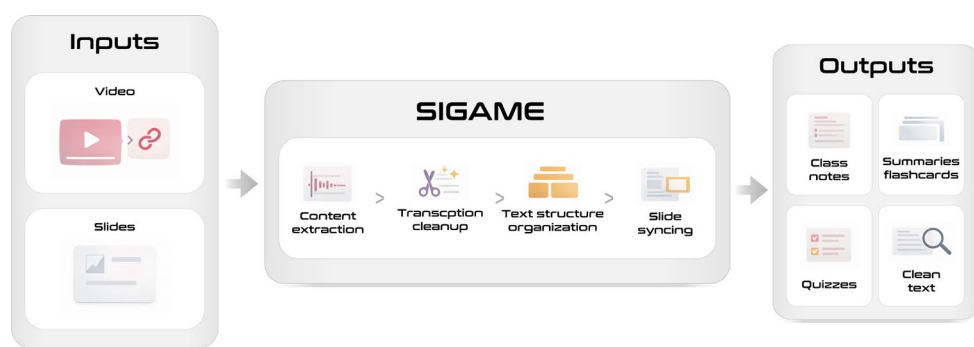 Inputs
Video
Slides
SIGAME
Content
extraction
Transcption
cleanup
Text structure
organization
Slide
syncing
Outputs
Class
notes
Summaries
flashcards
Quizzes
Clean
text